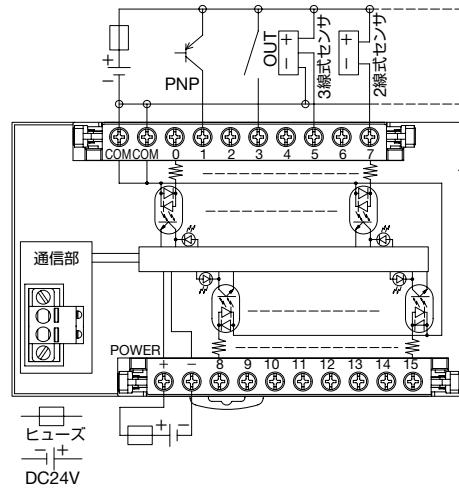 +
−
PNP
OUT
+
−
3線式センサ
+
−
2線式センサ
COM COM 0 1 2 3 4 5 6 7
通信部
POWER
+ − 8 9 10 11 12 13 14 15
ヒューズ
+ −
− +
DC24V